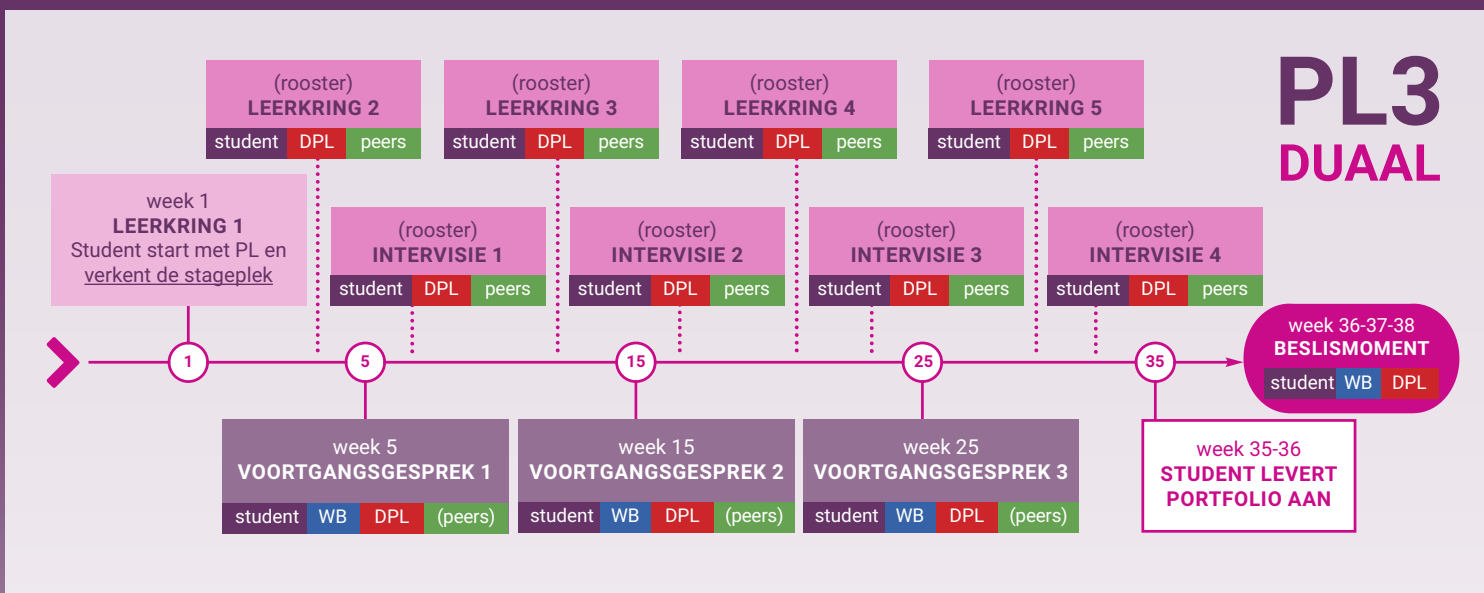 PL3
DUAAL
(rooster)
LEERKRING 2
student DPL peers
(rooster)
LEERKRING 3
student DPL peers
(rooster)
LEERKRING 4
student DPL peers
(rooster)
LEERKRING 5
student DPL peers
week 1
LEERKRING 1
Student start met PL en
verkent de stageplek
(rooster)
INTERVISIE 1
student DPL peers
(rooster)
INTERVISIE 2
student DPL peers
(rooster)
INTERVISIE 3
student DPL peers
(rooster)
INTERVISIE 4
student DPL peers
1
5
15
25
35
week 36-37-38
BESLISMOMENT
student WB DPL
week 5
VOORTGANGSGESPREK 1
student WB DPL (peers)
week 15
VOORTGANGSGESPREK 2
student WB DPL (peers)
week 25
VOORTGANGSGESPREK 3
student WB DPL (peers)
week 35-36
STUDENT LEVERT
PORTFOLIO AAN